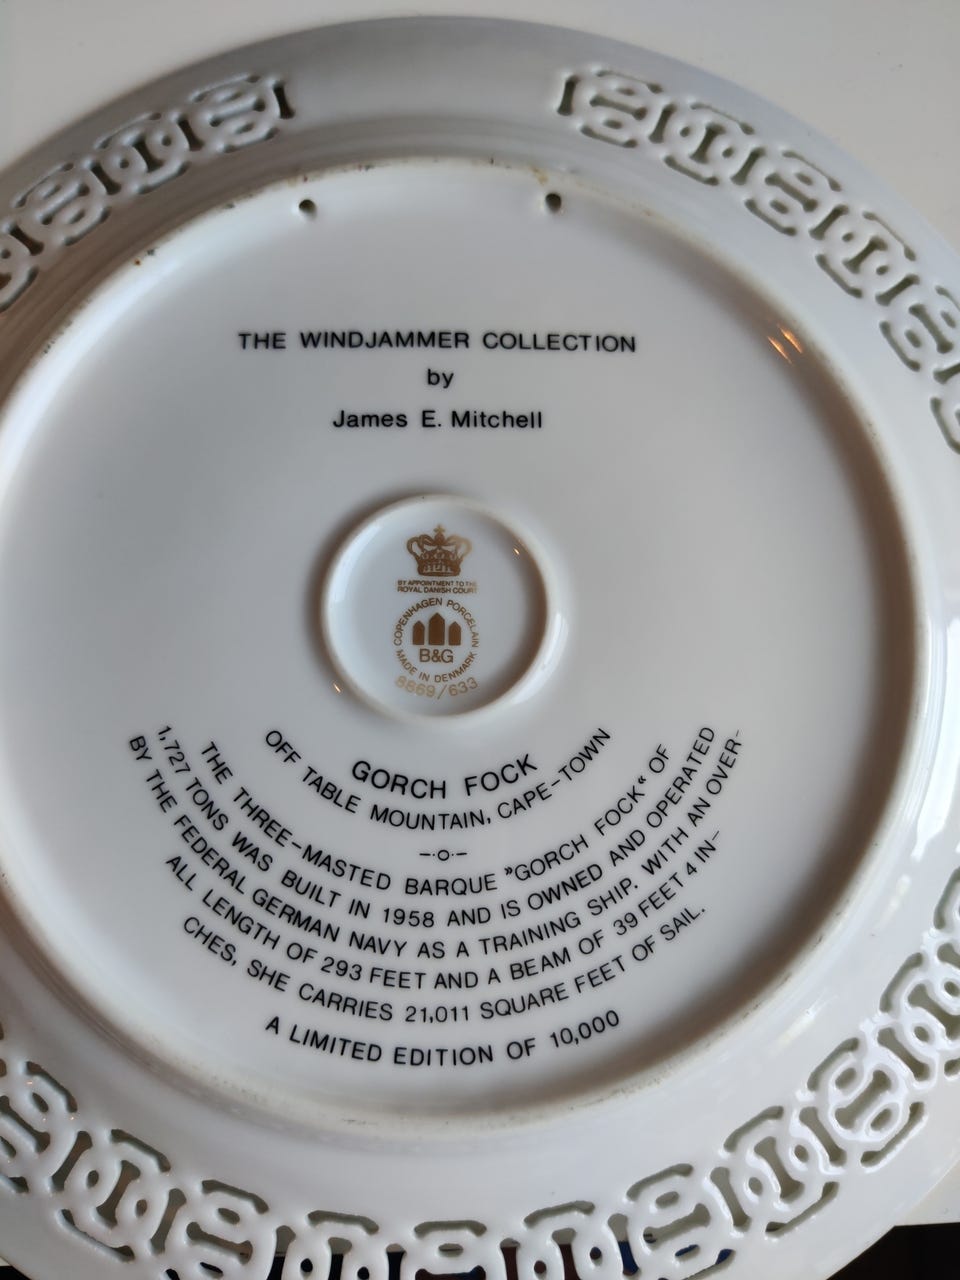 THE WINDJAMMER COLLECTION
by
James E. Mitchell
BY APPOINTMENT TO THE
ROYAL DANISH COURT
COPENHAGEN PORCELAIN
B&G
MADE IN DENMARK
8869/633
GORCH FOCK
OFF TABLE MOUNTAIN, CAPE-TOWN
-o-
THE THREE-MASTED BARQUE »GORCH FOCK« OF
1,727 TONS WAS BUILT IN 1958 AND IS OWNED AND OPERATED
BY THE FEDERAL GERMAN NAVY AS A TRAINING SHIP. WITH AN OVER-
ALL LENGTH OF 293 FEET AND A BEAM OF 39 FEET 4 IN-
CHES, SHE CARRIES 21,011 SQUARE FEET OF SAIL.
A LIMITED EDITION OF 10,000